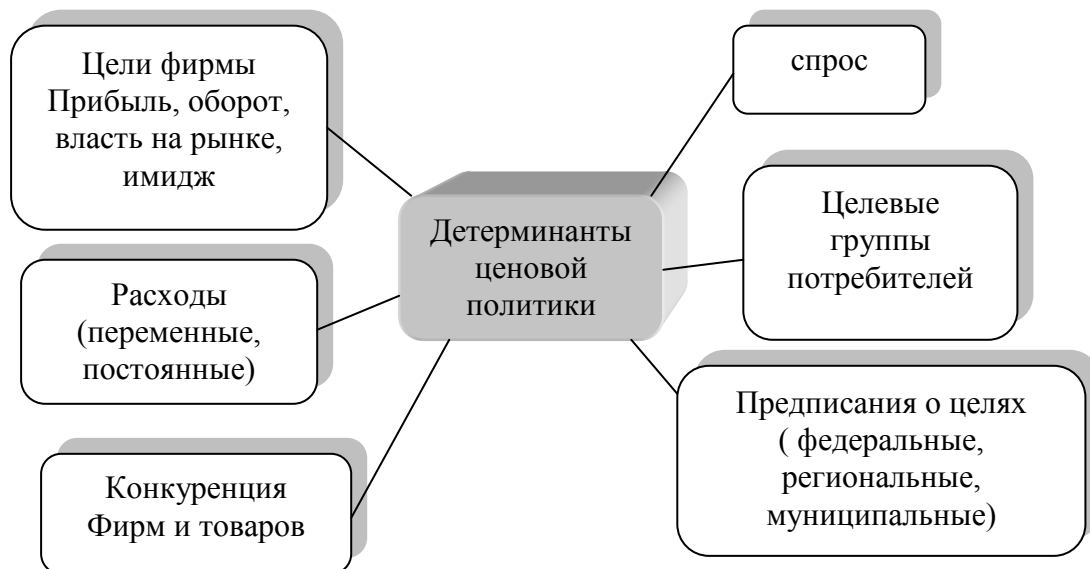 Цели фирмы
Прибыль, оборот,
власть на рынке,
имидж
спрос
Детерминанты
ценовой
политики
Целевые
группы
потребителей
Расходы
(переменные,
постоянные)
Предписания о целях
( федеральные,
региональные,
муниципальные)
Конкуренция
Фирм и товаров